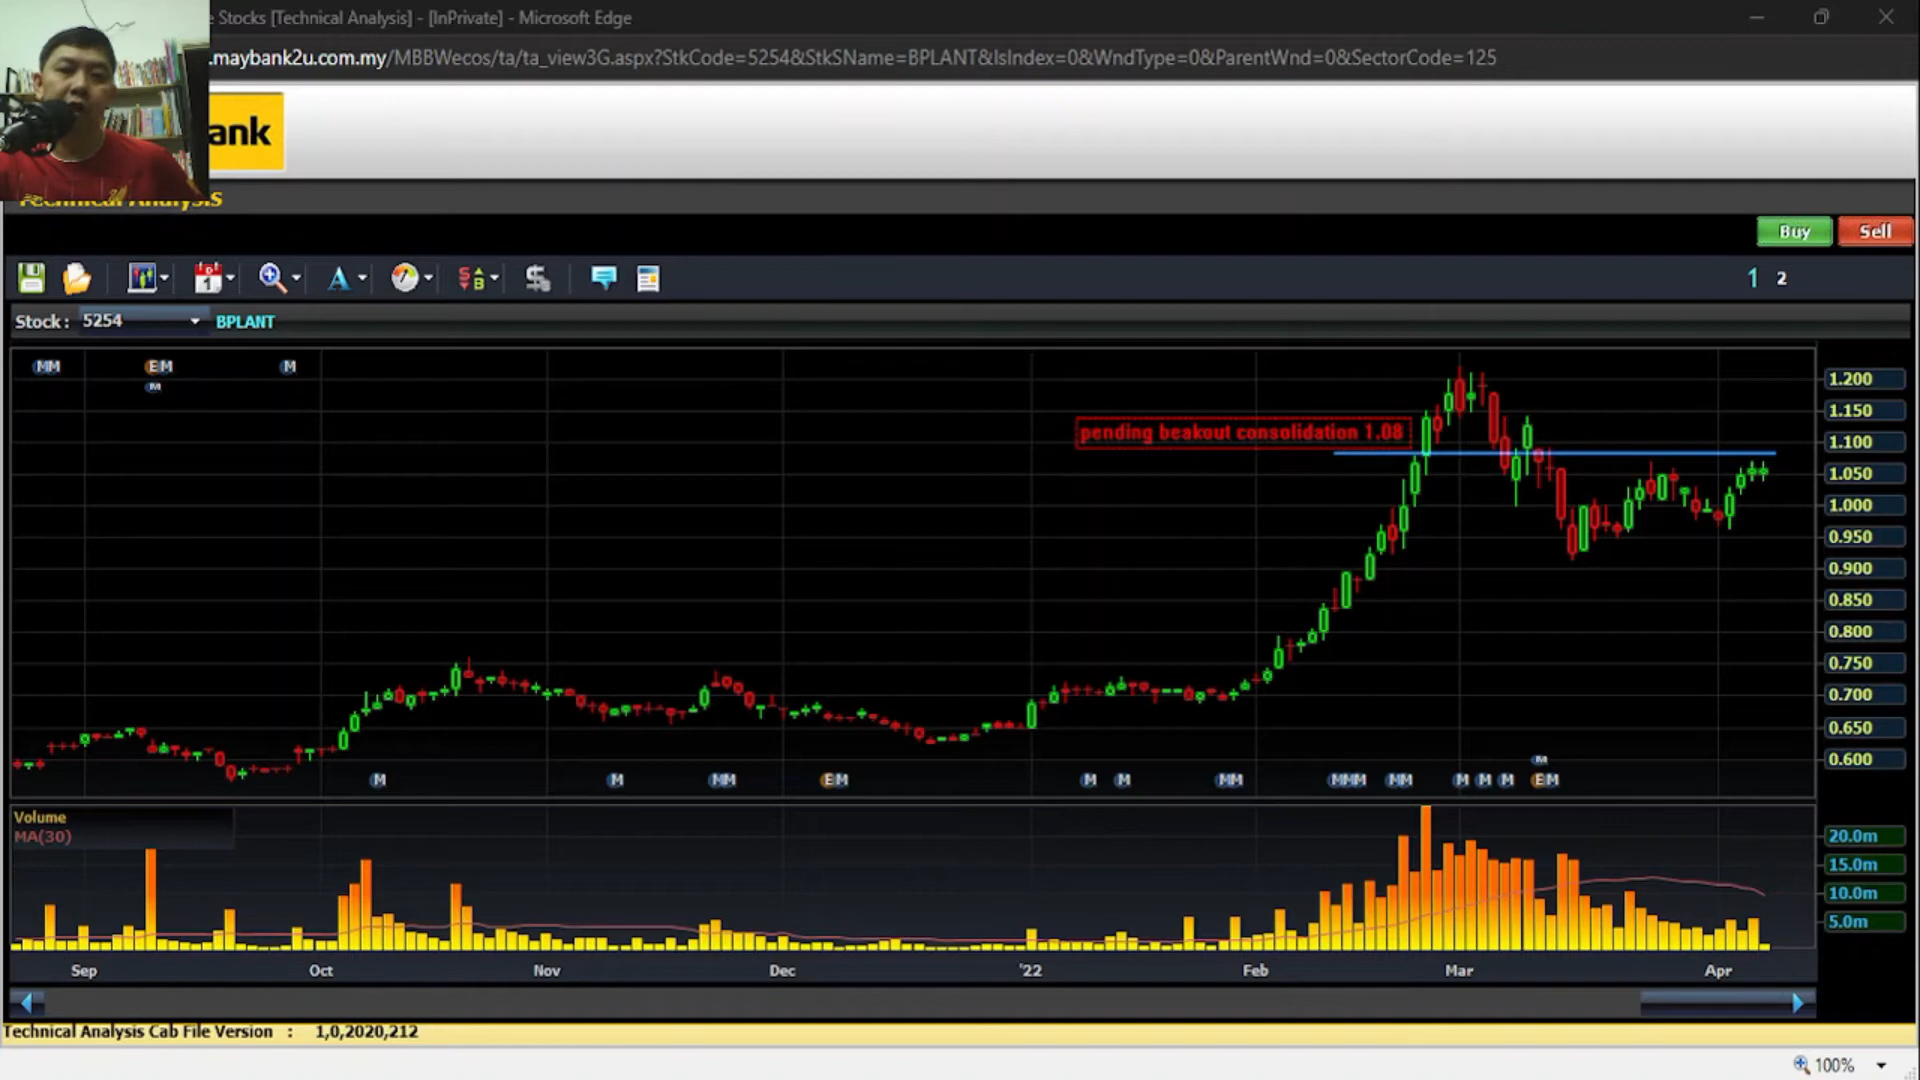 e Stocks [Technical Analysis] - [InPrivate] - Microsoft Edge
.maybank2u.com.my/MBBWecos/ta/ta_view3G.aspx?StkCode=5254&StkSName=BPLANT&IsIndex=0&WndType=0&ParentWnd=0&SectorCode=125
ank
Technical Analysis
Buy Sell
1 2
Stock : 5254 BPLANT
MM EM M
M
1.200
1.150
pending beakout consolidation 1.08
1.100
1.050
1.000
0.950
0.900
0.850
0.800
0.750
0.700
0.650
0.600
M
M M MM EM M M MM MMM MM M M M EM
Volume
MA(30)
20.0m
15.0m
10.0m
5.0m
Sep Oct Nov Dec '22 Feb Mar Apr
Technical Analysis Cab File Version : 1,0,2020,212
100%